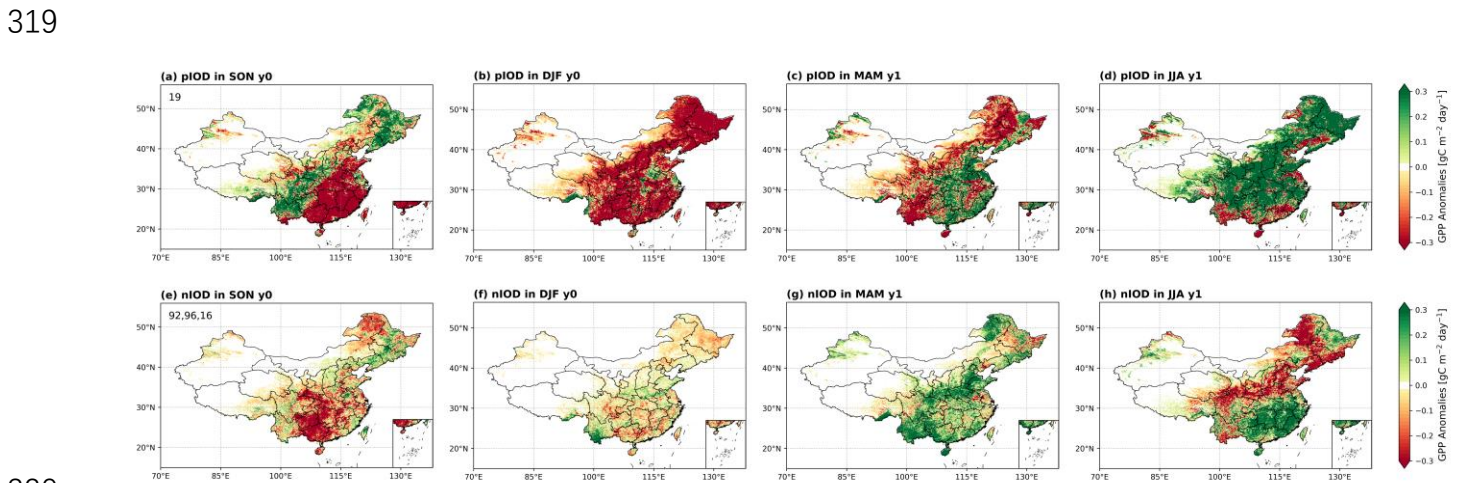 319
(a) pIOD in SON y0
(b) pIOD in DJF y0
(c) pIOD in MAM y1
(d) pIOD in JJA y1
19
50°N
40°N
30°N
20°N
70°E 85°E 100°E 115°E 130°E
50°N
40°N
30°N
20°N
70°E 85°E 100°E 115°E 130°E
50°N
40°N
30°N
20°N
70°E 85°E 100°E 115°E 130°E
50°N
40°N
30°N
20°N
70°E 85°E 100°E 115°E 130°E
0.3
0.2
0.1
0.0
−0.1
−0.2
−0.3
GPP Anomalies [gC m⁻² day⁻¹]
(e) nIOD in SON y0
(f) nIOD in DJF y0
(g) nIOD in MAM y1
(h) nIOD in JJA y1
92,96,16
50°N
40°N
30°N
20°N
70°E 85°E 100°E 115°E 130°E
50°N
40°N
30°N
20°N
70°E 85°E 100°E 115°E 130°E
50°N
40°N
30°N
20°N
70°E 85°E 100°E 115°E 130°E
50°N
40°N
30°N
20°N
70°E 85°E 100°E 115°E 130°E
0.3
0.2
0.1
0.0
−0.1
−0.2
−0.3
GPP Anomalies [gC m⁻² day⁻¹]